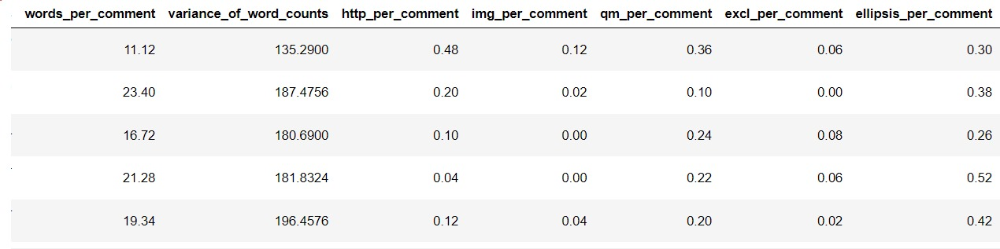 words_per_comment variance_of_word_counts http_per_comment img_per_comment qm_per_comment excl_per_comment ellipsis_per_comment
11.12 135.2900 0.48 0.12 0.36 0.06 0.30
23.40 187.4756 0.20 0.02 0.10 0.00 0.38
16.72 180.6900 0.10 0.00 0.24 0.08 0.26
21.28 181.8324 0.04 0.00 0.22 0.06 0.52
19.34 196.4576 0.12 0.04 0.20 0.02 0.42